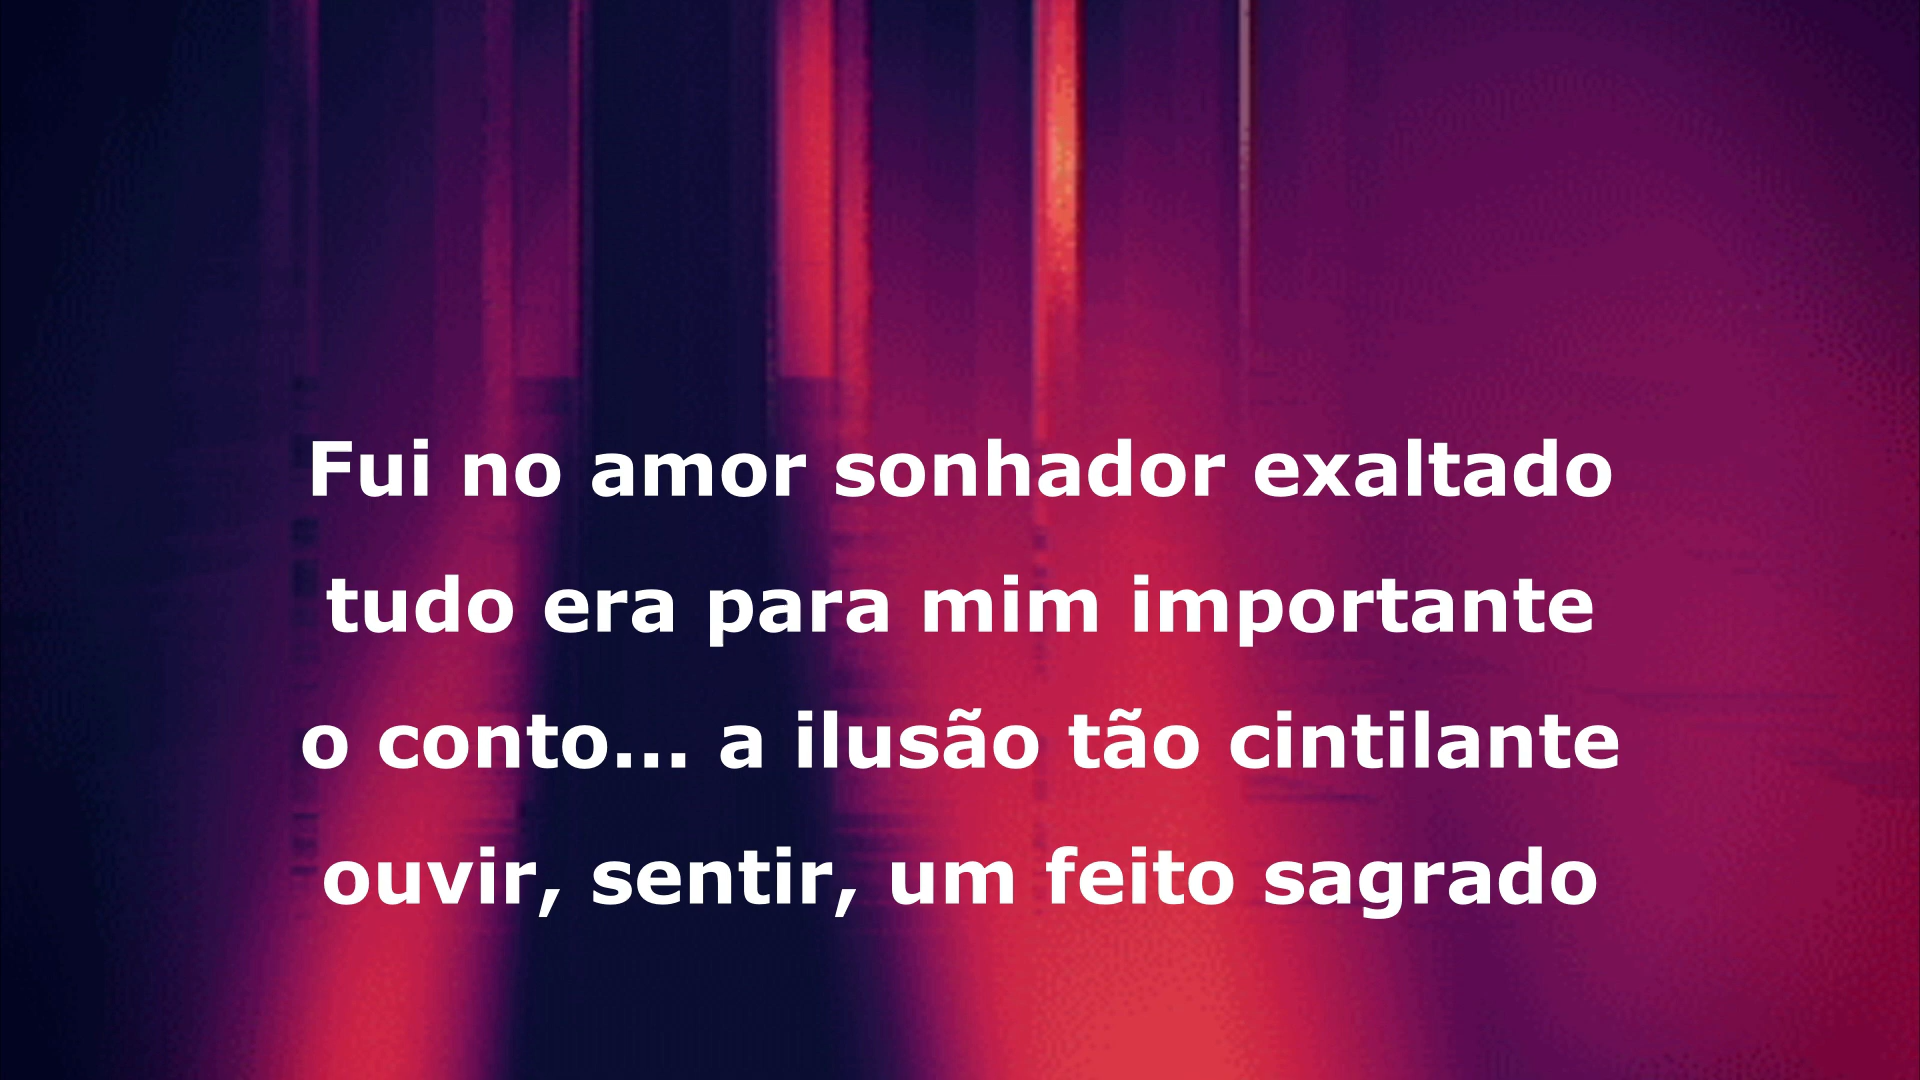 Fui no amor sonhador exaltado
tudo era para mim importante
o conto... a ilusão tão cintilante
ouvir, sentir, um feito sagrado